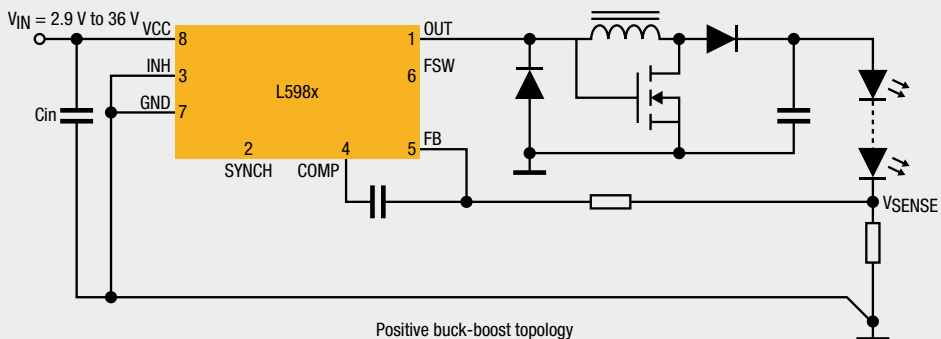 VIN = 2.9 V to 36 V
VCC
8
1
OUT
INH
3
6
FSW
L598x
GND
7
Cin
2
SYNCH
4
COMP
5
FB
VSENSE
Positive buck-boost topology